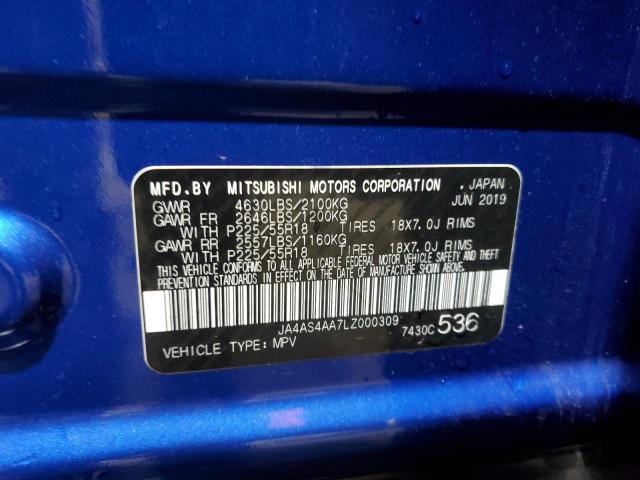 MFD.BY MITSUBISHI MOTORS CORPORATION , JAPAN
GVWR 4630LBS/2100KG JUN 2019
GAWR FR 2646LBS/1200KG
WITH P225/55R18 TIRES 18X7.0J RIMS
GAWR RR 2557LBS/1160KG
WITH P225/55R18 TIRES 18X7.0J RIMS
THIS VEHICLE CONFORMS TO ALL APPLICABLE FEDERAL MOTOR VEHICLE SAFETY AND THEFT
PREVENTION STANDARDS IN EFFECT ON THE DATE OF MANUFACTURE SHOWN ABOVE.
JA4AS4AA7LZ000309
7430C 536
VEHICLE TYPE: MPV